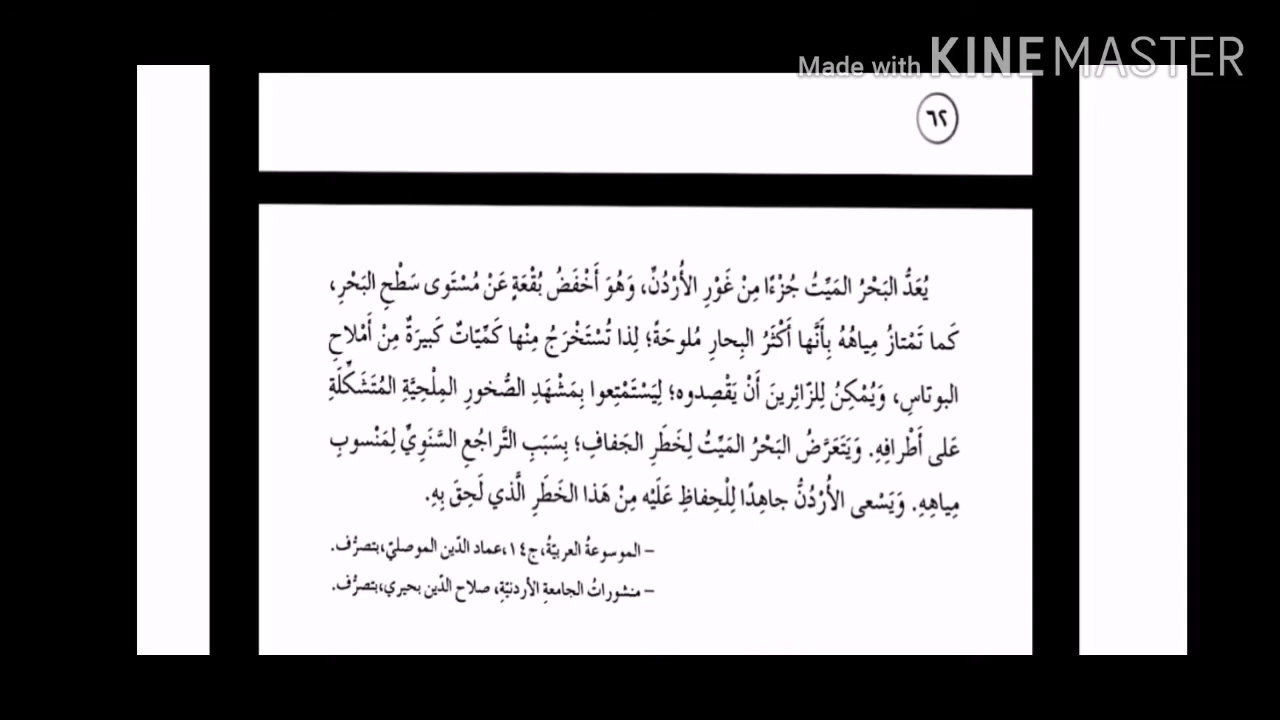 Made with KINEMASTER
٦٢
يُعَدُّ البَحْرُ المَيِّتُ جُزْءًا مِنْ غَوْرِ الأُرْدُنِّ، وَهُوَ أَخْفَضُ بُقْعَةٍ عَنْ مُسْتَوى سَطْحِ البَحْرِ،
كَما تَمْتازُ مِياهُهُ بِأَنَّها أَكْثَرُ البِحارِ مُلوحَةً؛ لِذا تُسْتَخْرَجُ مِنْها كَمِّيّاتٌ كَبيرَةٌ مِنْ أَمْلاحِ
البوتاسِ، وَيُمْكِنُ لِلزّائِرينَ أَنْ يَقْصِدوه؛ لِيَسْتَمْتِعوا بِمَشْهَدِ الصُّخورِ المِلْحِيَّةِ المُتَشَكِّلَةِ
عَلى أَطْرافِهِ. وَيَتَعَرَّضُ البَحْرُ المَيِّتُ لِخَطَرِ الجَفافِ؛ بِسَبَبِ التَّراجُعِ السَّنَوِيِّ لِمَنْسوبِ
مِياهِهِ. وَيَسْعى الأُرْدُنُّ جاهِدًا لِلْحِفاظِ عَلَيْه مِنْ هَذا الخَطَرِ الَّذي لَحِقَ بِهِ.
– الموسوعةُ العربيّةُ، ج١٤، عماد الدّين الموصليّ، بتصرُّف.
– منشوراتُ الجامعةِ الأردنيّةِ، صلاح الدّين بحيري، بتصرُّف.